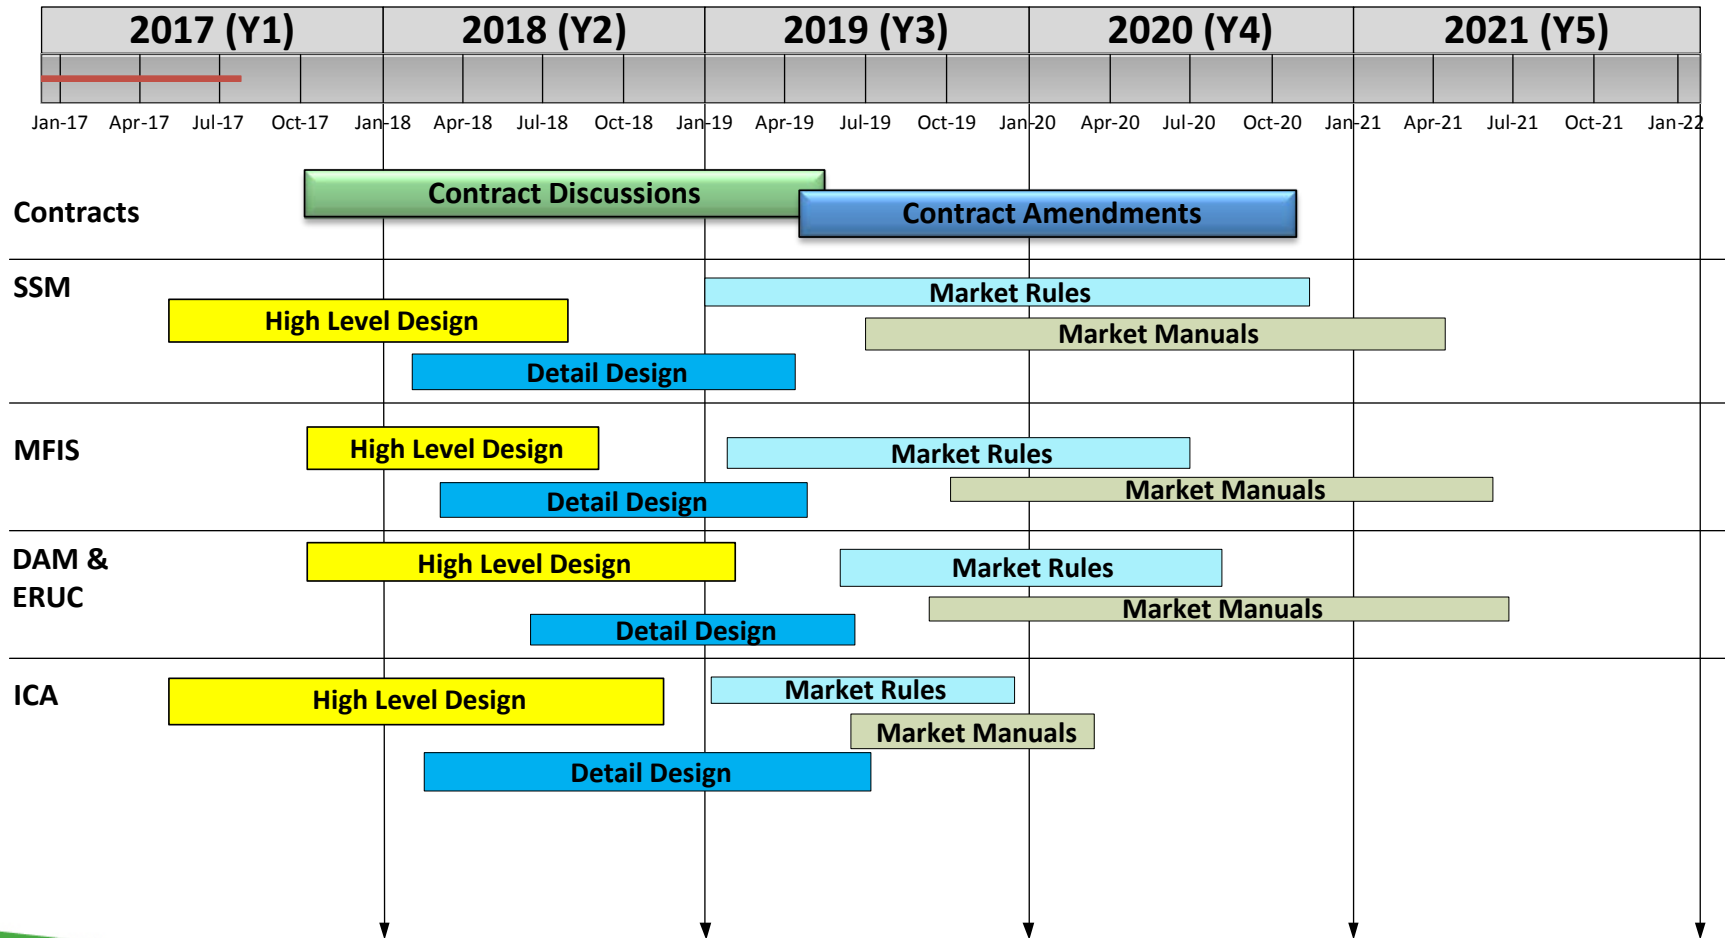 2017 (Y1) 2018 (Y2) 2019 (Y3) 2020 (Y4) 2021 (Y5)
Jan-17 Apr-17 Jul-17 Oct-17 Jan-18 Apr-18 Jul-18 Oct-18 Jan-19 Apr-19 Jul-19 Oct-19 Jan-20 Apr-20 Jul-20 Oct-20 Jan-21 Apr-21 Jul-21 Oct-21 Jan-22
Contracts
Contract Discussions
Contract Amendments
SSM
Market Rules
High Level Design
Market Manuals
Detail Design
MFIS
High Level Design
Market Rules
Market Manuals
Detail Design
DAM &
ERUC
High Level Design
Market Rules
Market Manuals
Detail Design
ICA
Market Rules
High Level Design
Market Manuals
Detail Design